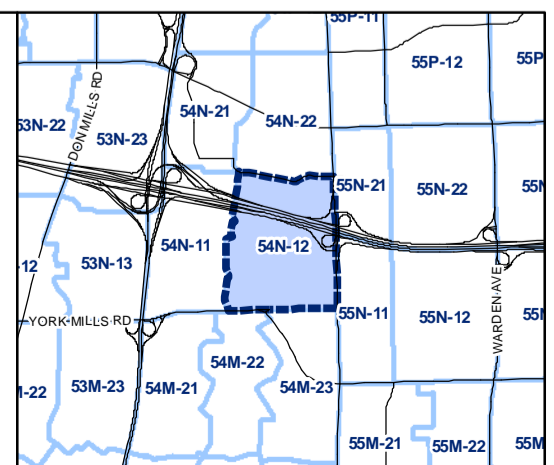 55P-11
55P-12
55P
DON MILLS RD
53N-22
53N-23
54N-21
54N-22
55N-21
55N-22
55N
-12
53N-13
54N-11
54N-12
55N-11
55N-12
55N
WARDEN AVE
YORK MILLS RD
M-22
53M-23
54M-21
54M-22
54M-23
55M-21
55M-22
55M